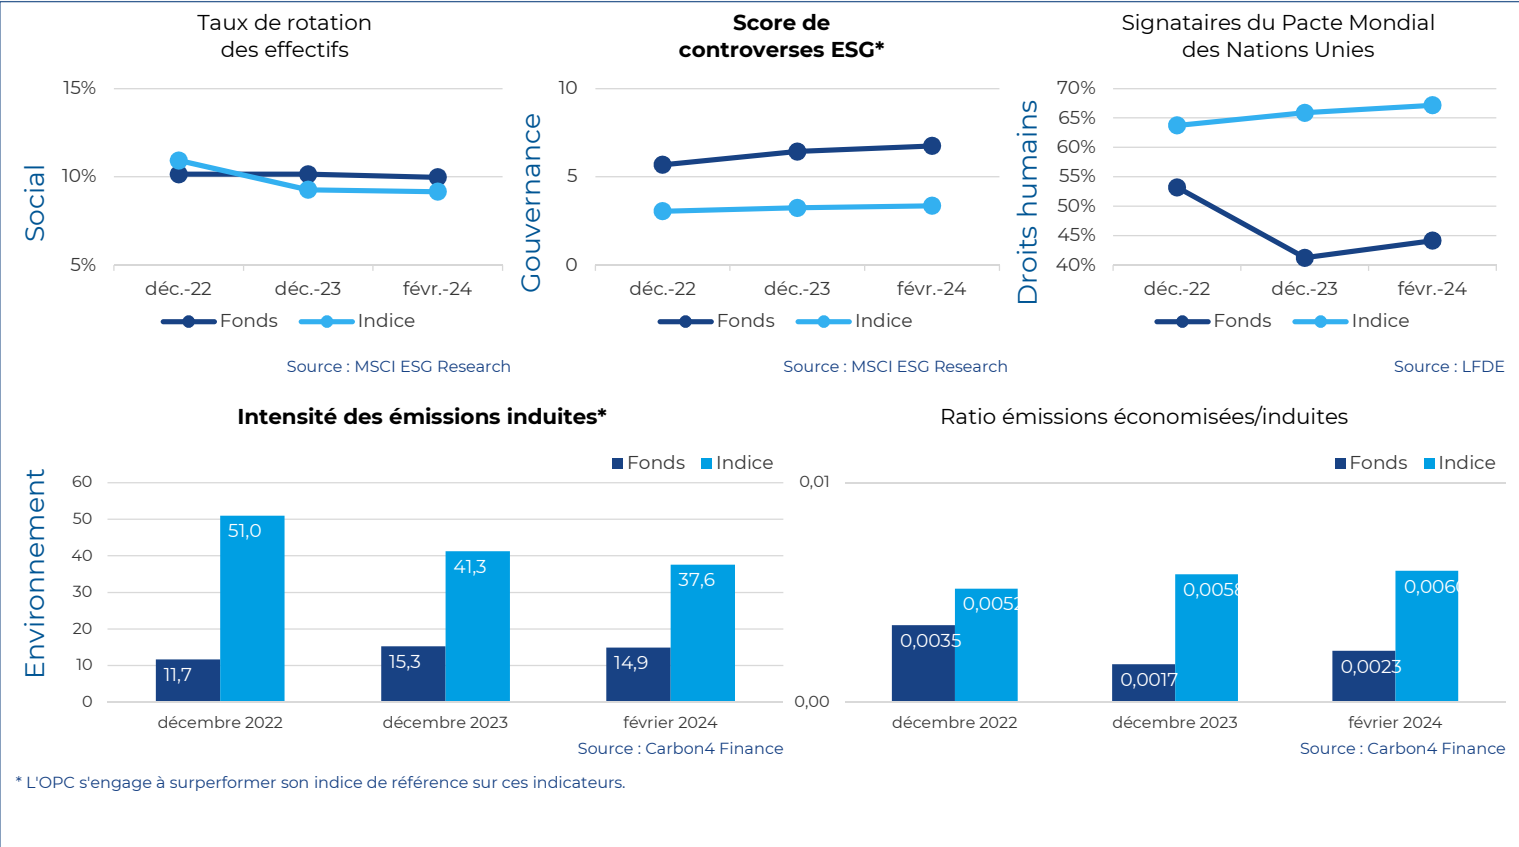 Taux de rotation
des effectifs
Social
15%
10%
5%
déc.-22 déc.-23 févr.-24
Fonds Indice
Source : MSCI ESG Research
Score de
controverses ESG*
Gouvernance
10
5
0
déc.-22 déc.-23 févr.-24
Fonds Indice
Source : MSCI ESG Research
Signataires du Pacte Mondial
des Nations Unies
Droits humains
70%
65%
60%
55%
50%
45%
40%
déc.-22 déc.-23 févr.-24
Fonds Indice
Source : LFDE
Intensité des émissions induites*
Environnement
Fonds Indice
60
50
40
30
20
10
0
11,7 51,0 15,3 41,3 14,9 37,6
décembre 2022 décembre 2023 février 2024
Source : Carbon4 Finance
Ratio émissions économisées/induites
Fonds Indice
0,01
0,00
0,0035 0,0052 0,0017 0,0058 0,0023 0,0060
décembre 2022 décembre 2023 février 2024
Source : Carbon4 Finance
* L'OPC s'engage à surperformer son indice de référence sur ces indicateurs.